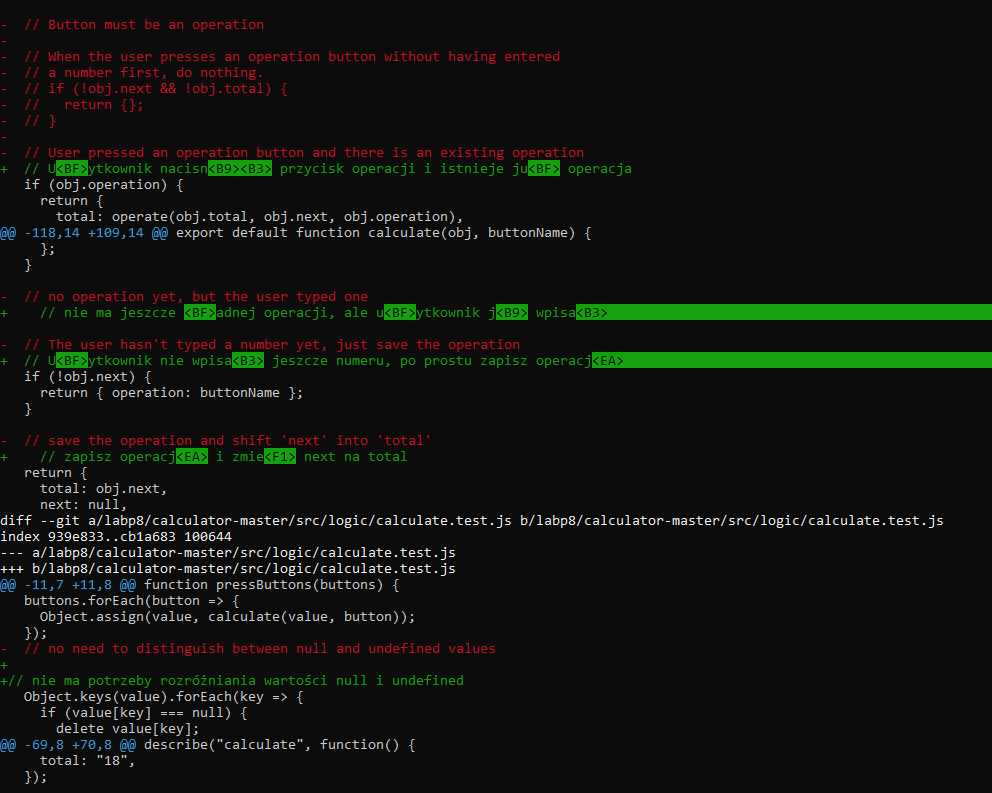 -  // Button must be an operation
-
-  // When the user presses an operation button without having entered
-  // a number first, do nothing.
-  // if (!obj.next && !obj.total) {
-  //   return {};
-  // }
-
-  // User pressed an operation button and there is an existing operation
+  // U<BF>ytkownik nacisn<B9><B3> przycisk operacji i istnieje ju<BF> operacja
   if (obj.operation) {
     return {
       total: operate(obj.total, obj.next, obj.operation),
@@ -118,14 +109,14 @@ export default function calculate(obj, buttonName) {
     };
   }

-  // no operation yet, but the user typed one
+    // nie ma jeszcze <BF>adnej operacji, ale u<BF>ytkownik j<B9> wpisa<B3>

-  // The user hasn't typed a number yet, just save the operation
+  // U<BF>ytkownik nie wpisa<B3> jeszcze numeru, po prostu zapisz operacj<EA>
   if (!obj.next) {
     return { operation: buttonName };
   }

-  // save the operation and shift 'next' into 'total'
+    // zapisz operacj<EA> i zmie<F1> next na total
   return {
     total: obj.next,
     next: null,
diff --git a/labp8/calculator-master/src/logic/calculate.test.js b/labp8/calculator-master/src/logic/calculate.test.js
index 939e833..cb1a683 100644
--- a/labp8/calculator-master/src/logic/calculate.test.js
+++ b/labp8/calculator-master/src/logic/calculate.test.js
@@ -11,7 +11,8 @@ function pressButtons(buttons) {
   buttons.forEach(button => {
     Object.assign(value, calculate(value, button));
   });
-  // no need to distinguish between null and undefined values
+
+// nie ma potrzeby rozróżniania wartości null i undefined
   Object.keys(value).forEach(key => {
     if (value[key] === null) {
       delete value[key];
@@ -69,8 +70,8 @@ describe("calculate", function() {
     total: "18",
   });